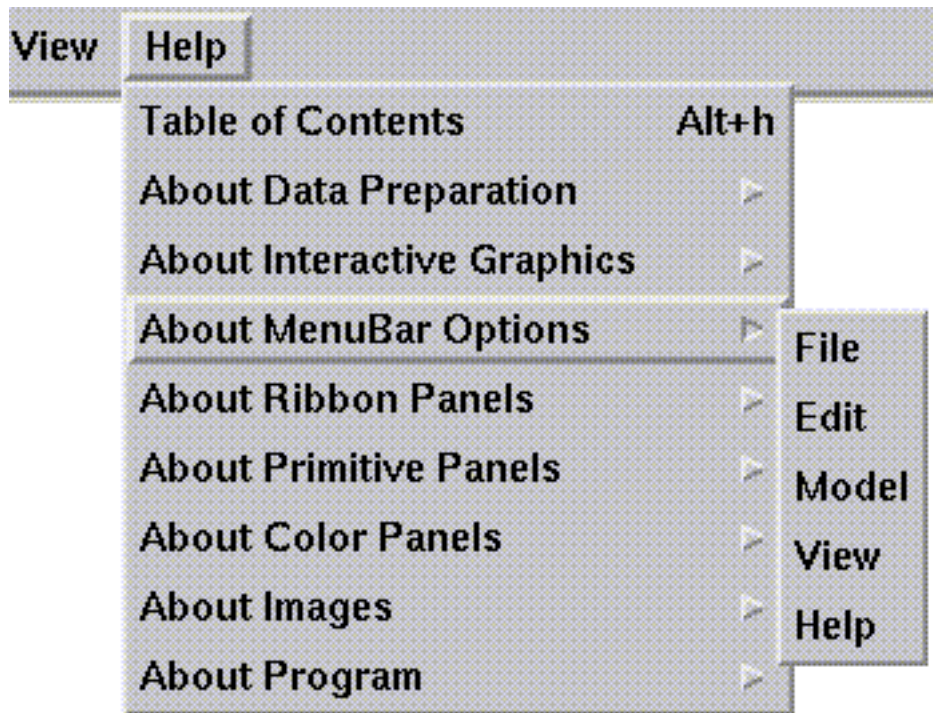 View Help
Table of Contents Alt+h
About Data Preparation
About Interactive Graphics
About MenuBar Options
About Ribbon Panels
About Primitive Panels
About Color Panels
About Images
About Program
File
Edit
Model
View
Help